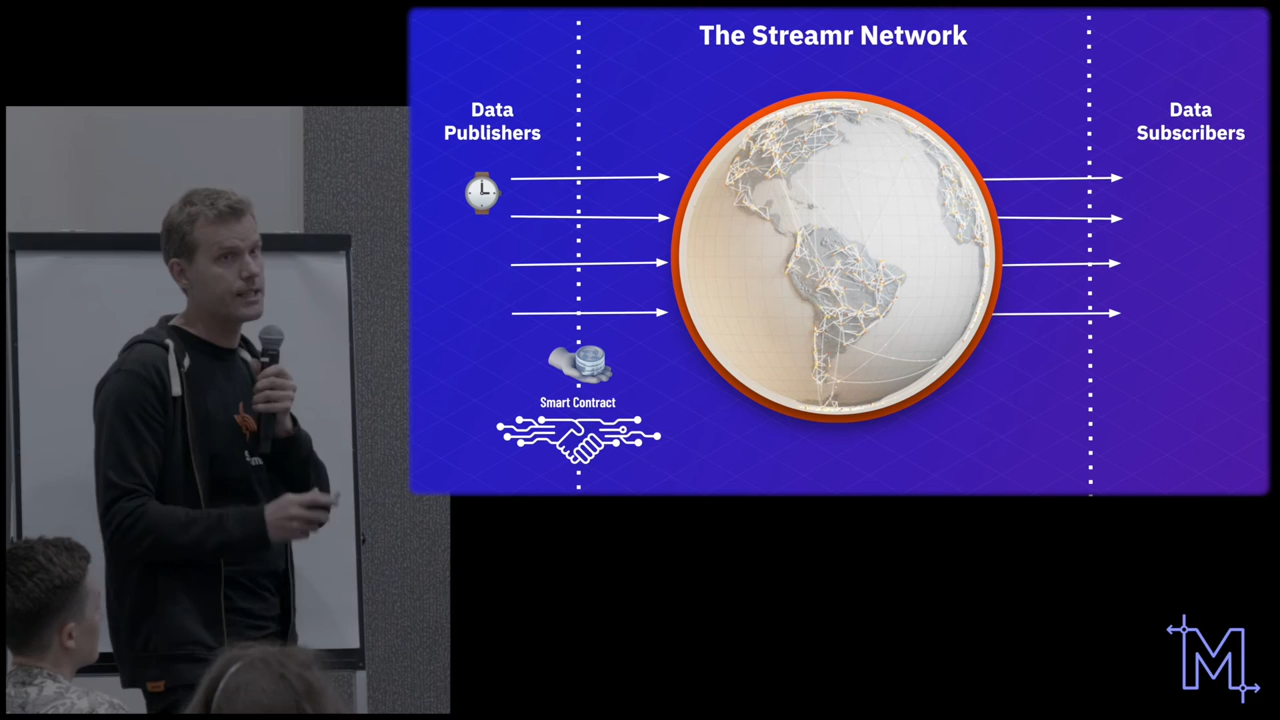 The Streamr Network
Data
Publishers
Data
Subscribers
Smart Contract
M